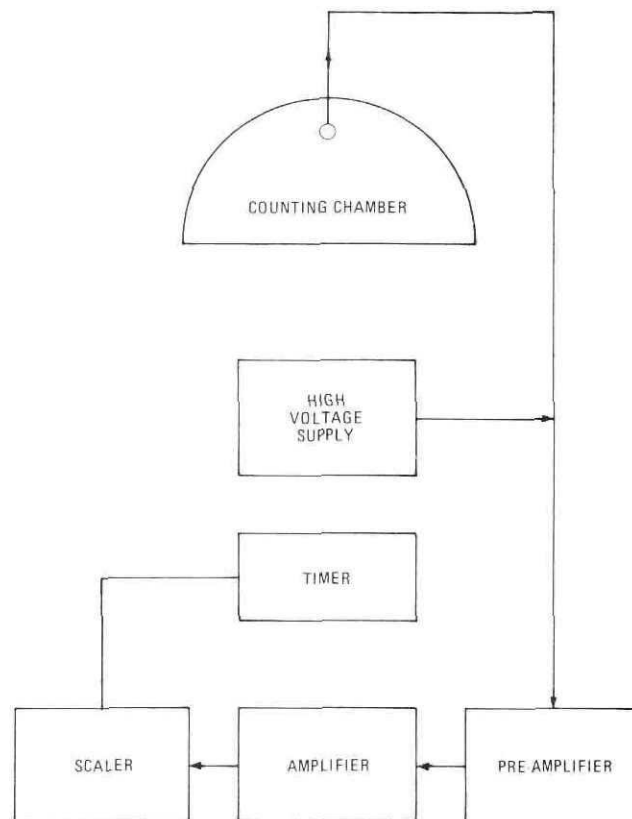 COUNTING CHAMBER
HIGH
VOLTAGE
SUPPLY
TIMER
SCALER
AMPLIFIER
PRE-AMPLIFIER